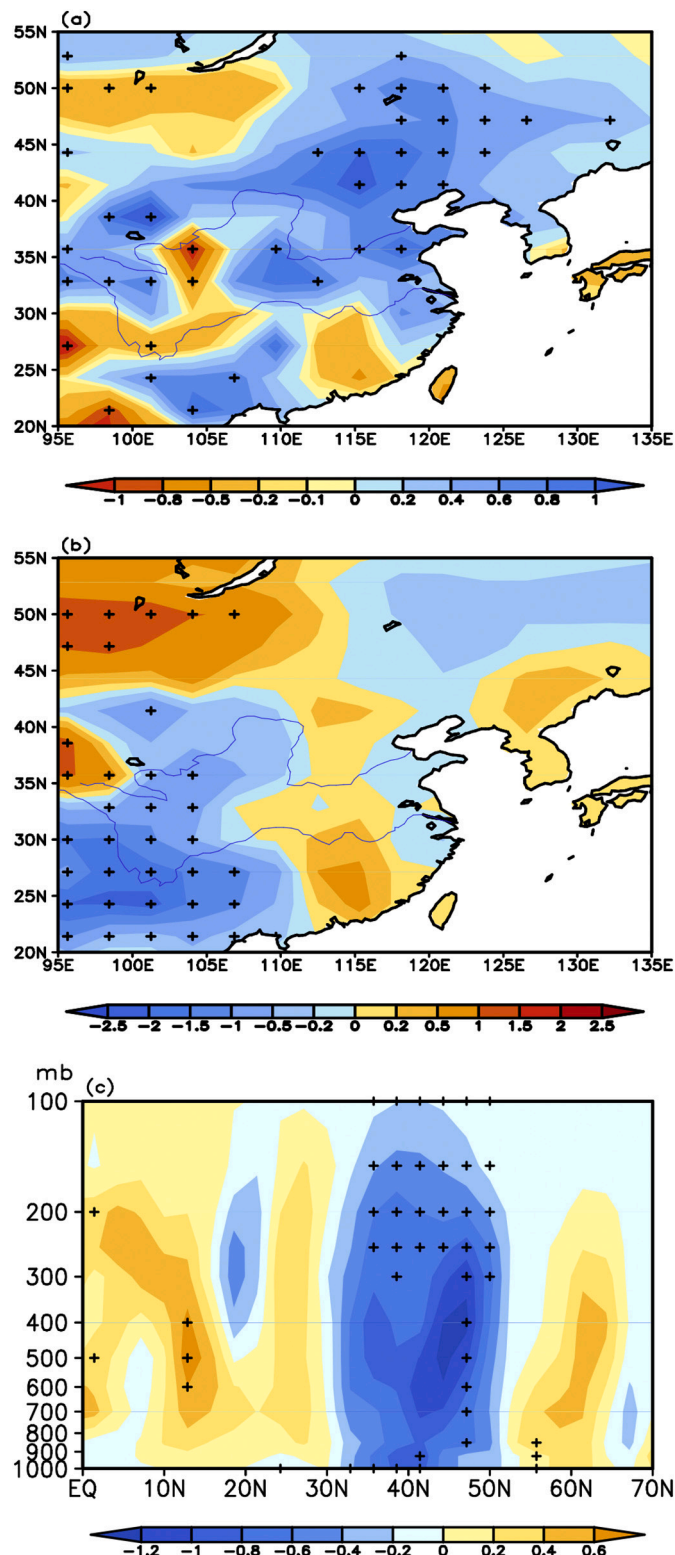 (a)
55N
50N
45N
40N
35N
30N
25N
20N
95E 100E 105E 110E 115E 120E 125E 130E 135E
-1 -0.8 -0.5 -0.2 -0.1 0 0.2 0.4 0.6 0.8 1
(b)
55N
50N
45N
40N
35N
30N
25N
20N
95E 100E 105E 110E 115E 120E 125E 130E 135E
-2.5 -2 -1.5 -1 -0.5 -0.2 0 0.2 0.5 1 1.5 2 2.5
mb (c)
100
200
300
400
500
600
700
800
900
1000
EQ 10N 20N 30N 40N 50N 60N 70N
-1.2 -1 -0.8 -0.6 -0.4 -0.2 0 0.2 0.4 0.6